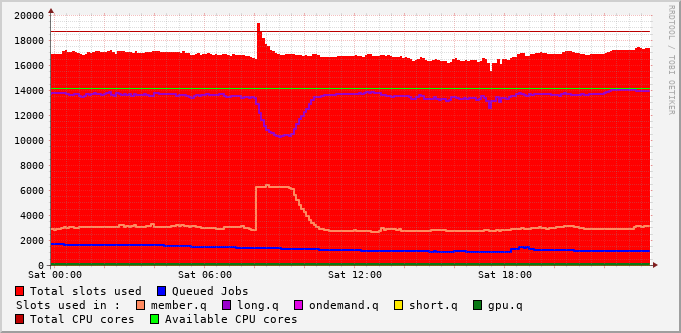 RRDTOOL / TOBI OETIKER
20000
18000
16000
14000
12000
10000
8000
6000
4000
2000
0
Sat 00:00 Sat 06:00 Sat 12:00 Sat 18:00
Total slots used Queued Jobs
Slots used in : member.q long.q ondemand.q short.q gpu.q
Total CPU cores Available CPU cores